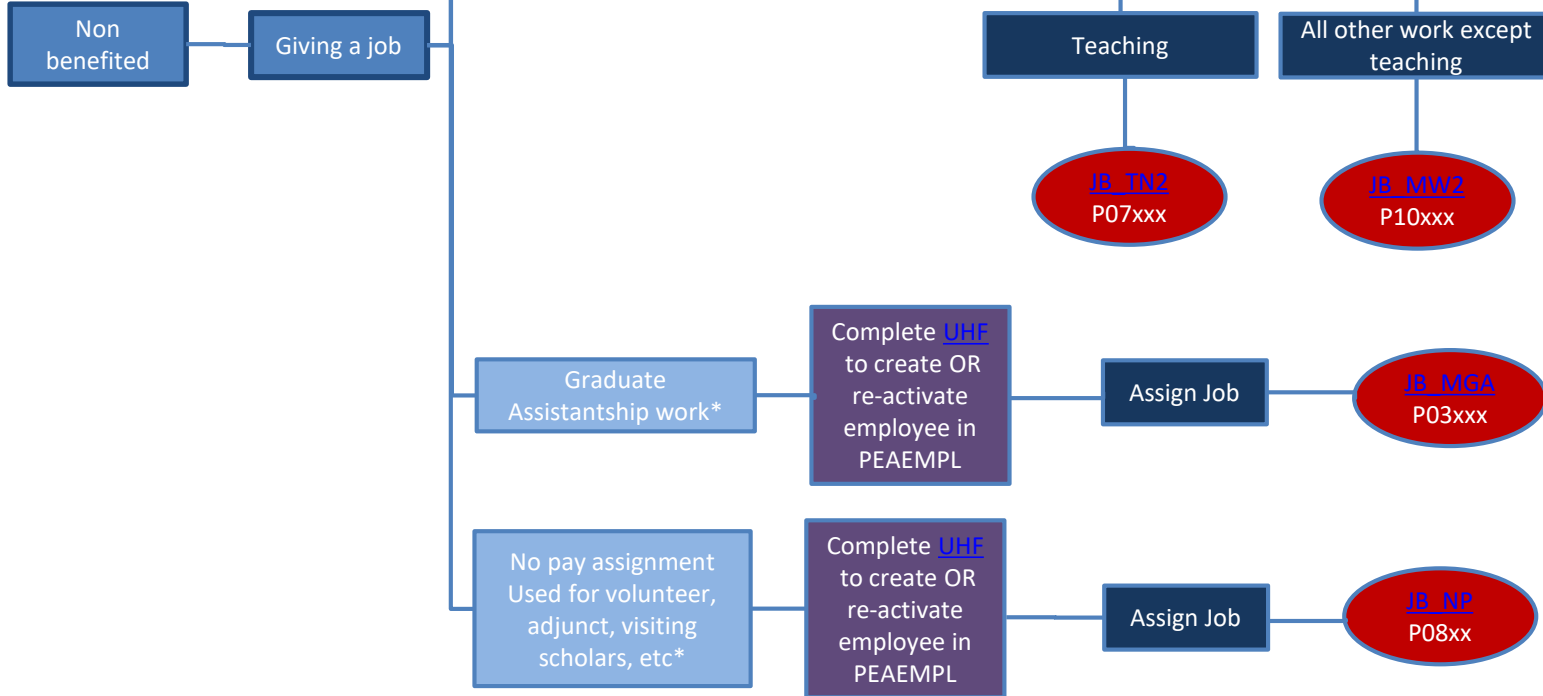 Non
benefited
Giving a job
Teaching
All other work except
teaching
JB_TN2
P07xxx
JB_MW2
P10xxx
Graduate
Assistantship work*
Complete UHF
to create OR
re-activate
employee in
PEAEMPL
Assign Job
JB_MGA
P03xxx
No pay assignment
Used for volunteer,
adjunct, visiting
scholars, etc*
Complete UHF
to create OR
re-activate
employee in
PEAEMPL
Assign Job
JB_NP
P08xx